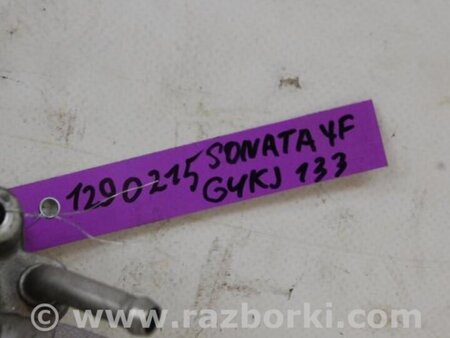 1290215 SONATA YF
G4KJ 133
www.razborki.com